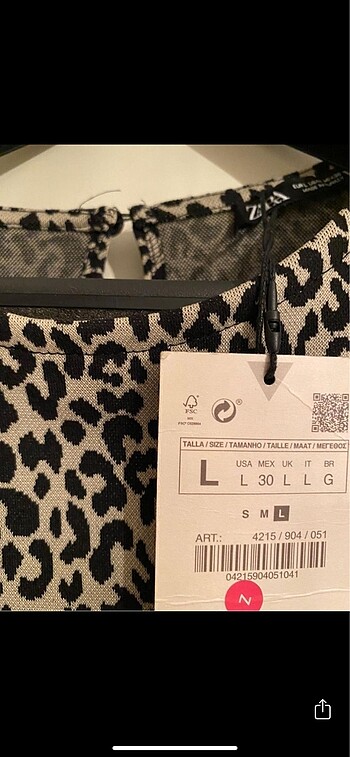 ZARA
FSC
TALLA / SIZE / TAMANHO / TAILLE / MAAT / ΜΕΓΕΘΟΣ
L
USA MEX UK IT BR
L 30 L L G
S M L
ART.: 4215 / 904 / 051
04215904051041
N